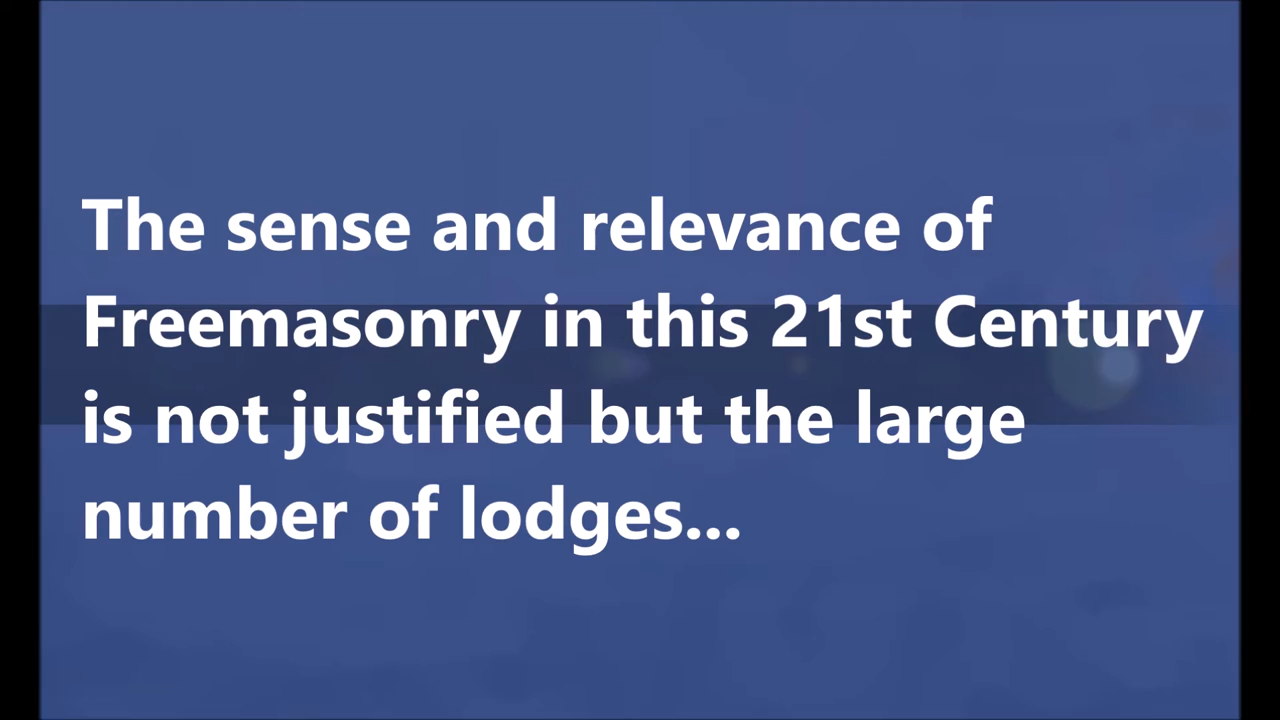 The sense and relevance of
Freemasonry in this 21st Century
is not justified but the large
number of lodges...